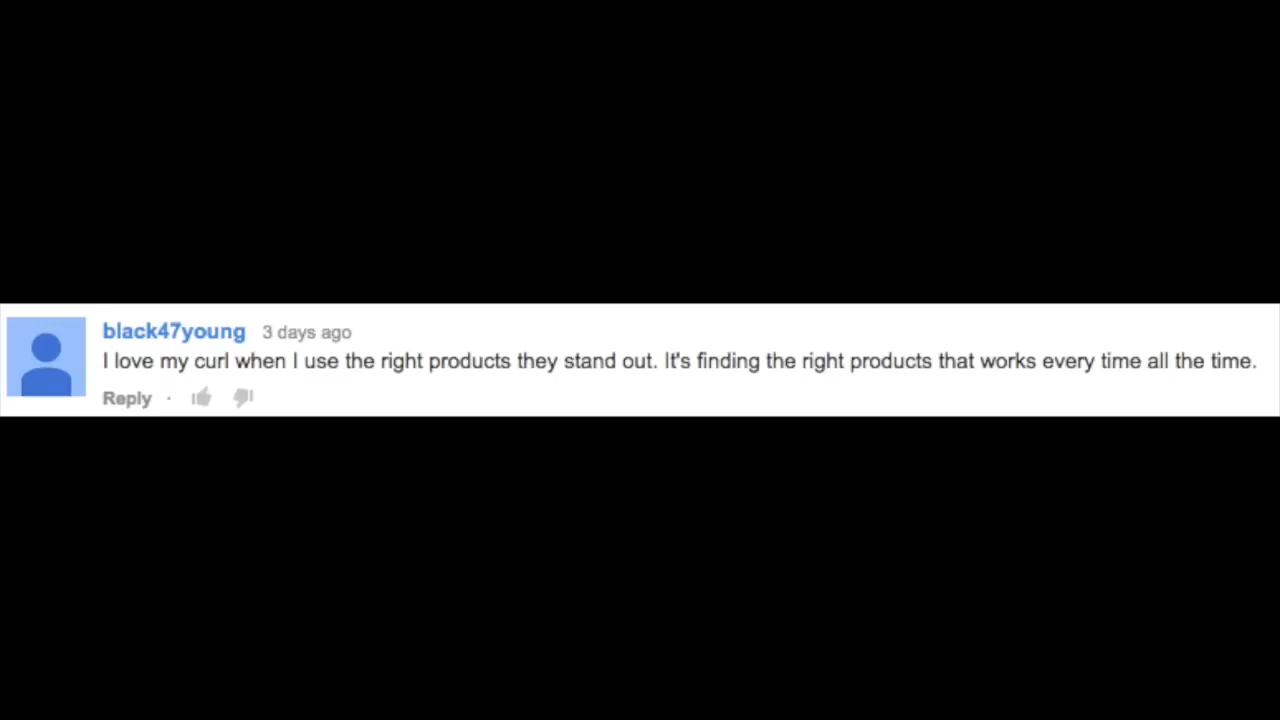 black47young 3 days ago
I love my curl when I use the right products they stand out. It's finding the right products that works every time all the time.
Reply ·